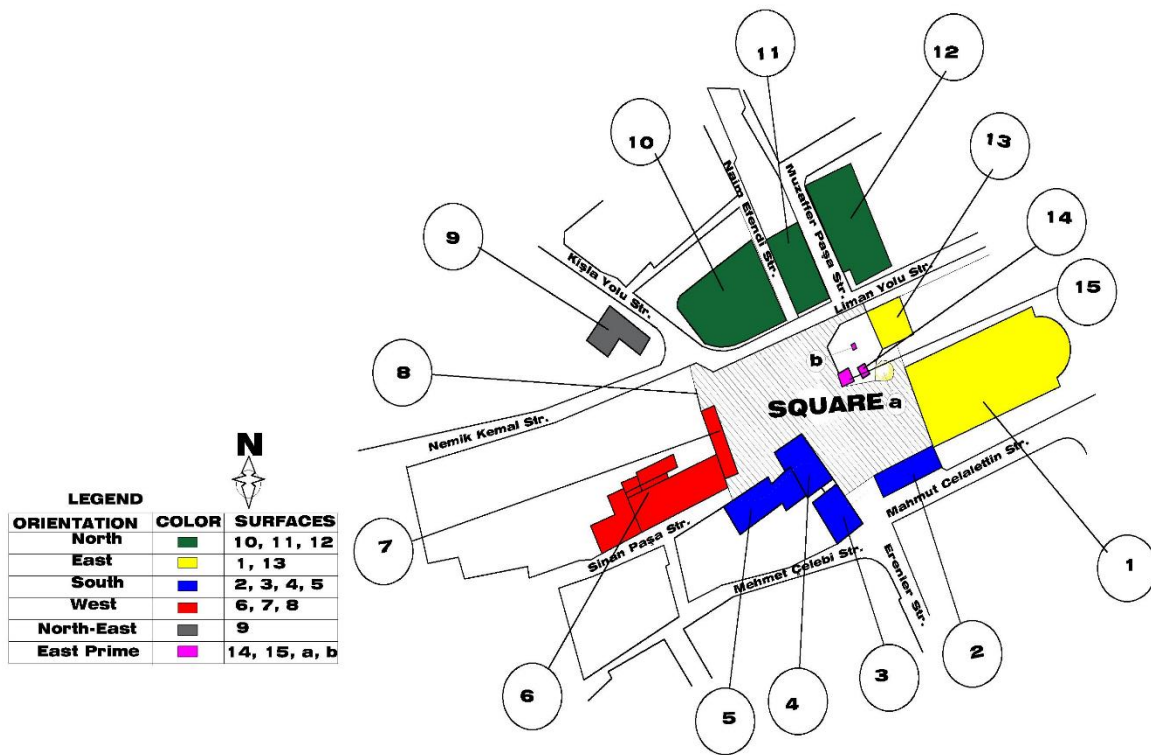 11
12
10
13
14
15
9
8
7
6
5
4
3
2
1
Naim Efendi Str.
Muzaffer Paşa Str.
Kişla Yolu Str.
Liman Yolu Str.
b
SQUARE a
Nemik Kemal Str.
Sinan Paşa Str.
Mehmet Çelebi Str.
Mahmut Celalettin Str.
Erenler Str.
N
LEGEND
ORIENTATION COLOR SURFACES
North 10, 11, 12
East 1, 13
South 2, 3, 4, 5
West 6, 7, 8
North-East 9
East Prime 14, 15, a, b